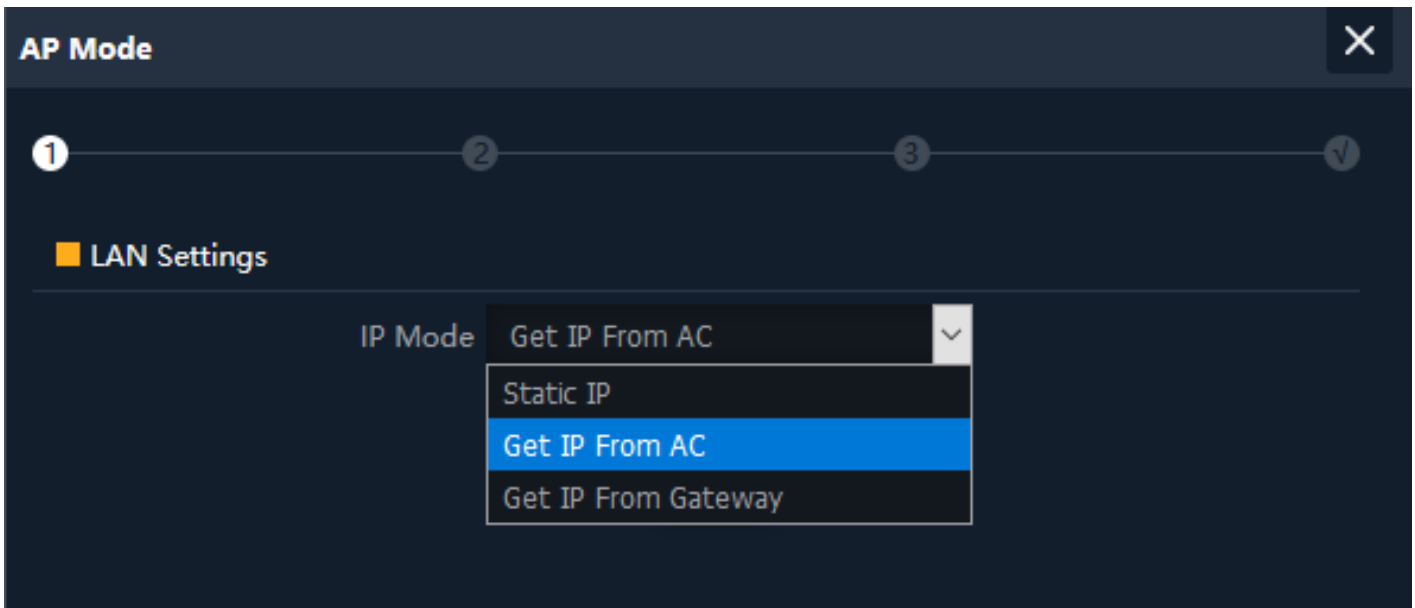 AP Mode
1 2 3 √
LAN Settings
IP Mode Get IP From AC
Static IP
Get IP From AC
Get IP From Gateway